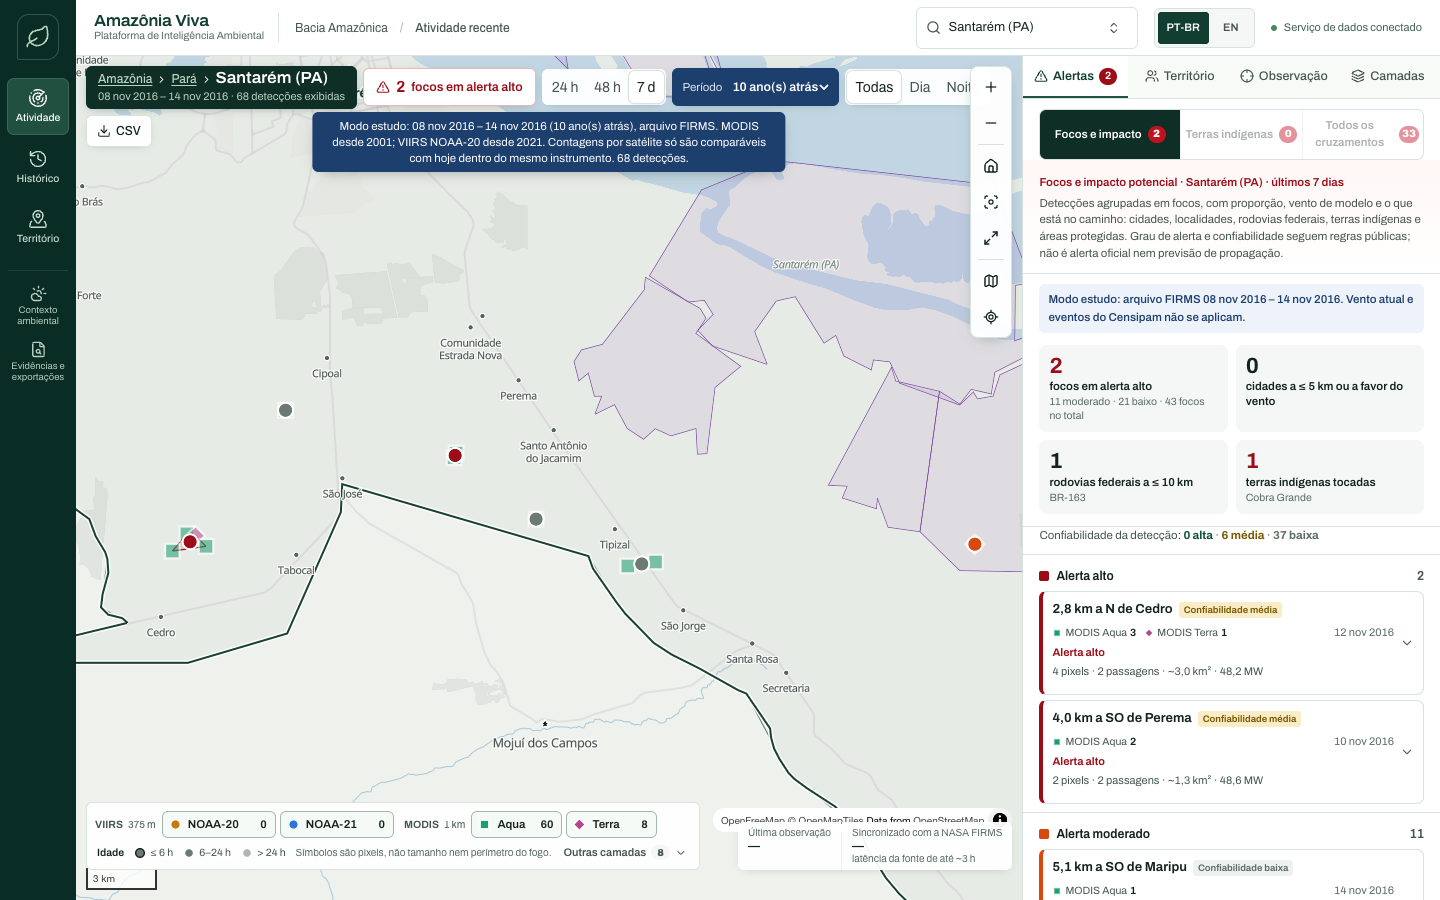 Amazônia Viva
Plataforma de Inteligência Ambiental
Bacia Amazônica / Atividade recente
Santarém (PA)
PT-BR EN
Serviço de dados conectado
Atividade
Histórico
Território
Contexto ambiental
Evidências e exportações
Amazônia › Pará › Santarém (PA)
08 nov 2016 – 14 nov 2016 · 68 detecções exibidas
2 focos em alerta alto
24 h 48 h 7 d
Período 10 ano(s) atrás
Todas Dia
CSV
Modo estudo: 08 nov 2016 – 14 nov 2016 (10 ano(s) atrás), arquivo FIRMS. MODIS
desde 2001; VIIRS NOAA-20 desde 2021. Contagens por satélite só são comparáveis
com hoje dentro do mesmo instrumento. 68 detecções.
Brás
Forte
Santarém (PA)
Comunidade
Estrada Nova
Cipoal
Perema
Santo Antônio
do Jacamim
São José
Tipizal
Tabocal
Cedro
São Jorge
Santa Rosa
Secretaria
Mojuí dos Campos
VIIRS 375 m NOAA-20 0 NOAA-21 0 MODIS 1 km Aqua 60 Terra 8
Idade ≤ 6 h 6–24 h > 24 h Símbolos são pixels, não tamanho nem perímetro do fogo. Outras camadas 8
3 km
OpenFreeMap © OpenMapTiles Data from OpenStreetMap
Última observação
—
Sincronizado com a NASA FIRMS
—
latência da fonte de até ~3 h
Alertas 2 Território Observação Camadas
Focos e impacto 2
Terras indígenas 0
Todos os cruzamentos 33
Focos e impacto potencial · Santarém (PA) · últimos 7 dias
Detecções agrupadas em focos, com proporção, vento de modelo e o que
está no caminho: cidades, localidades, rodovias federais, terras indígenas e
áreas protegidas. Grau de alerta e confiabilidade seguem regras públicas;
não é alerta oficial nem previsão de propagação.
Modo estudo: arquivo FIRMS 08 nov 2016 – 14 nov 2016. Vento atual e
eventos do Censipam não se aplicam.
2
focos em alerta alto
11 moderado · 21 baixo · 43 focos
no total
0
cidades a ≤ 5 km ou a favor do
vento
1
rodovias federais a ≤ 10 km
BR-163
1
terras indígenas tocadas
Cobra Grande
Confiabilidade da detecção: 0 alta · 6 média · 37 baixa
Alerta alto 2
2,8 km a N de Cedro Confiabilidade média
MODIS Aqua 3 MODIS Terra 1 12 nov 2016
Alerta alto
4 pixels · 2 passagens · ~3,0 km² · 48,2 MW
4,0 km a SO de Perema Confiabilidade média
MODIS Aqua 2 10 nov 2016
Alerta alto
2 pixels · 2 passagens · ~1,3 km² · 48,6 MW
Alerta moderado 11
5,1 km a SO de Maripu Confiabilidade baixa
MODIS Aqua 1 14 nov 2016